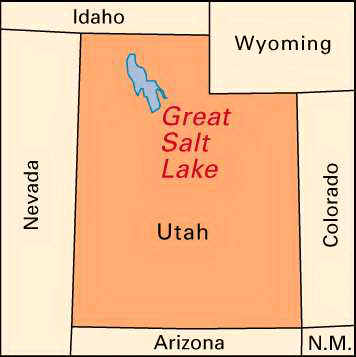 Idaho
Wyoming
Great
Salt
Lake
Nevada
Utah
Colorado
Arizona
N.M.